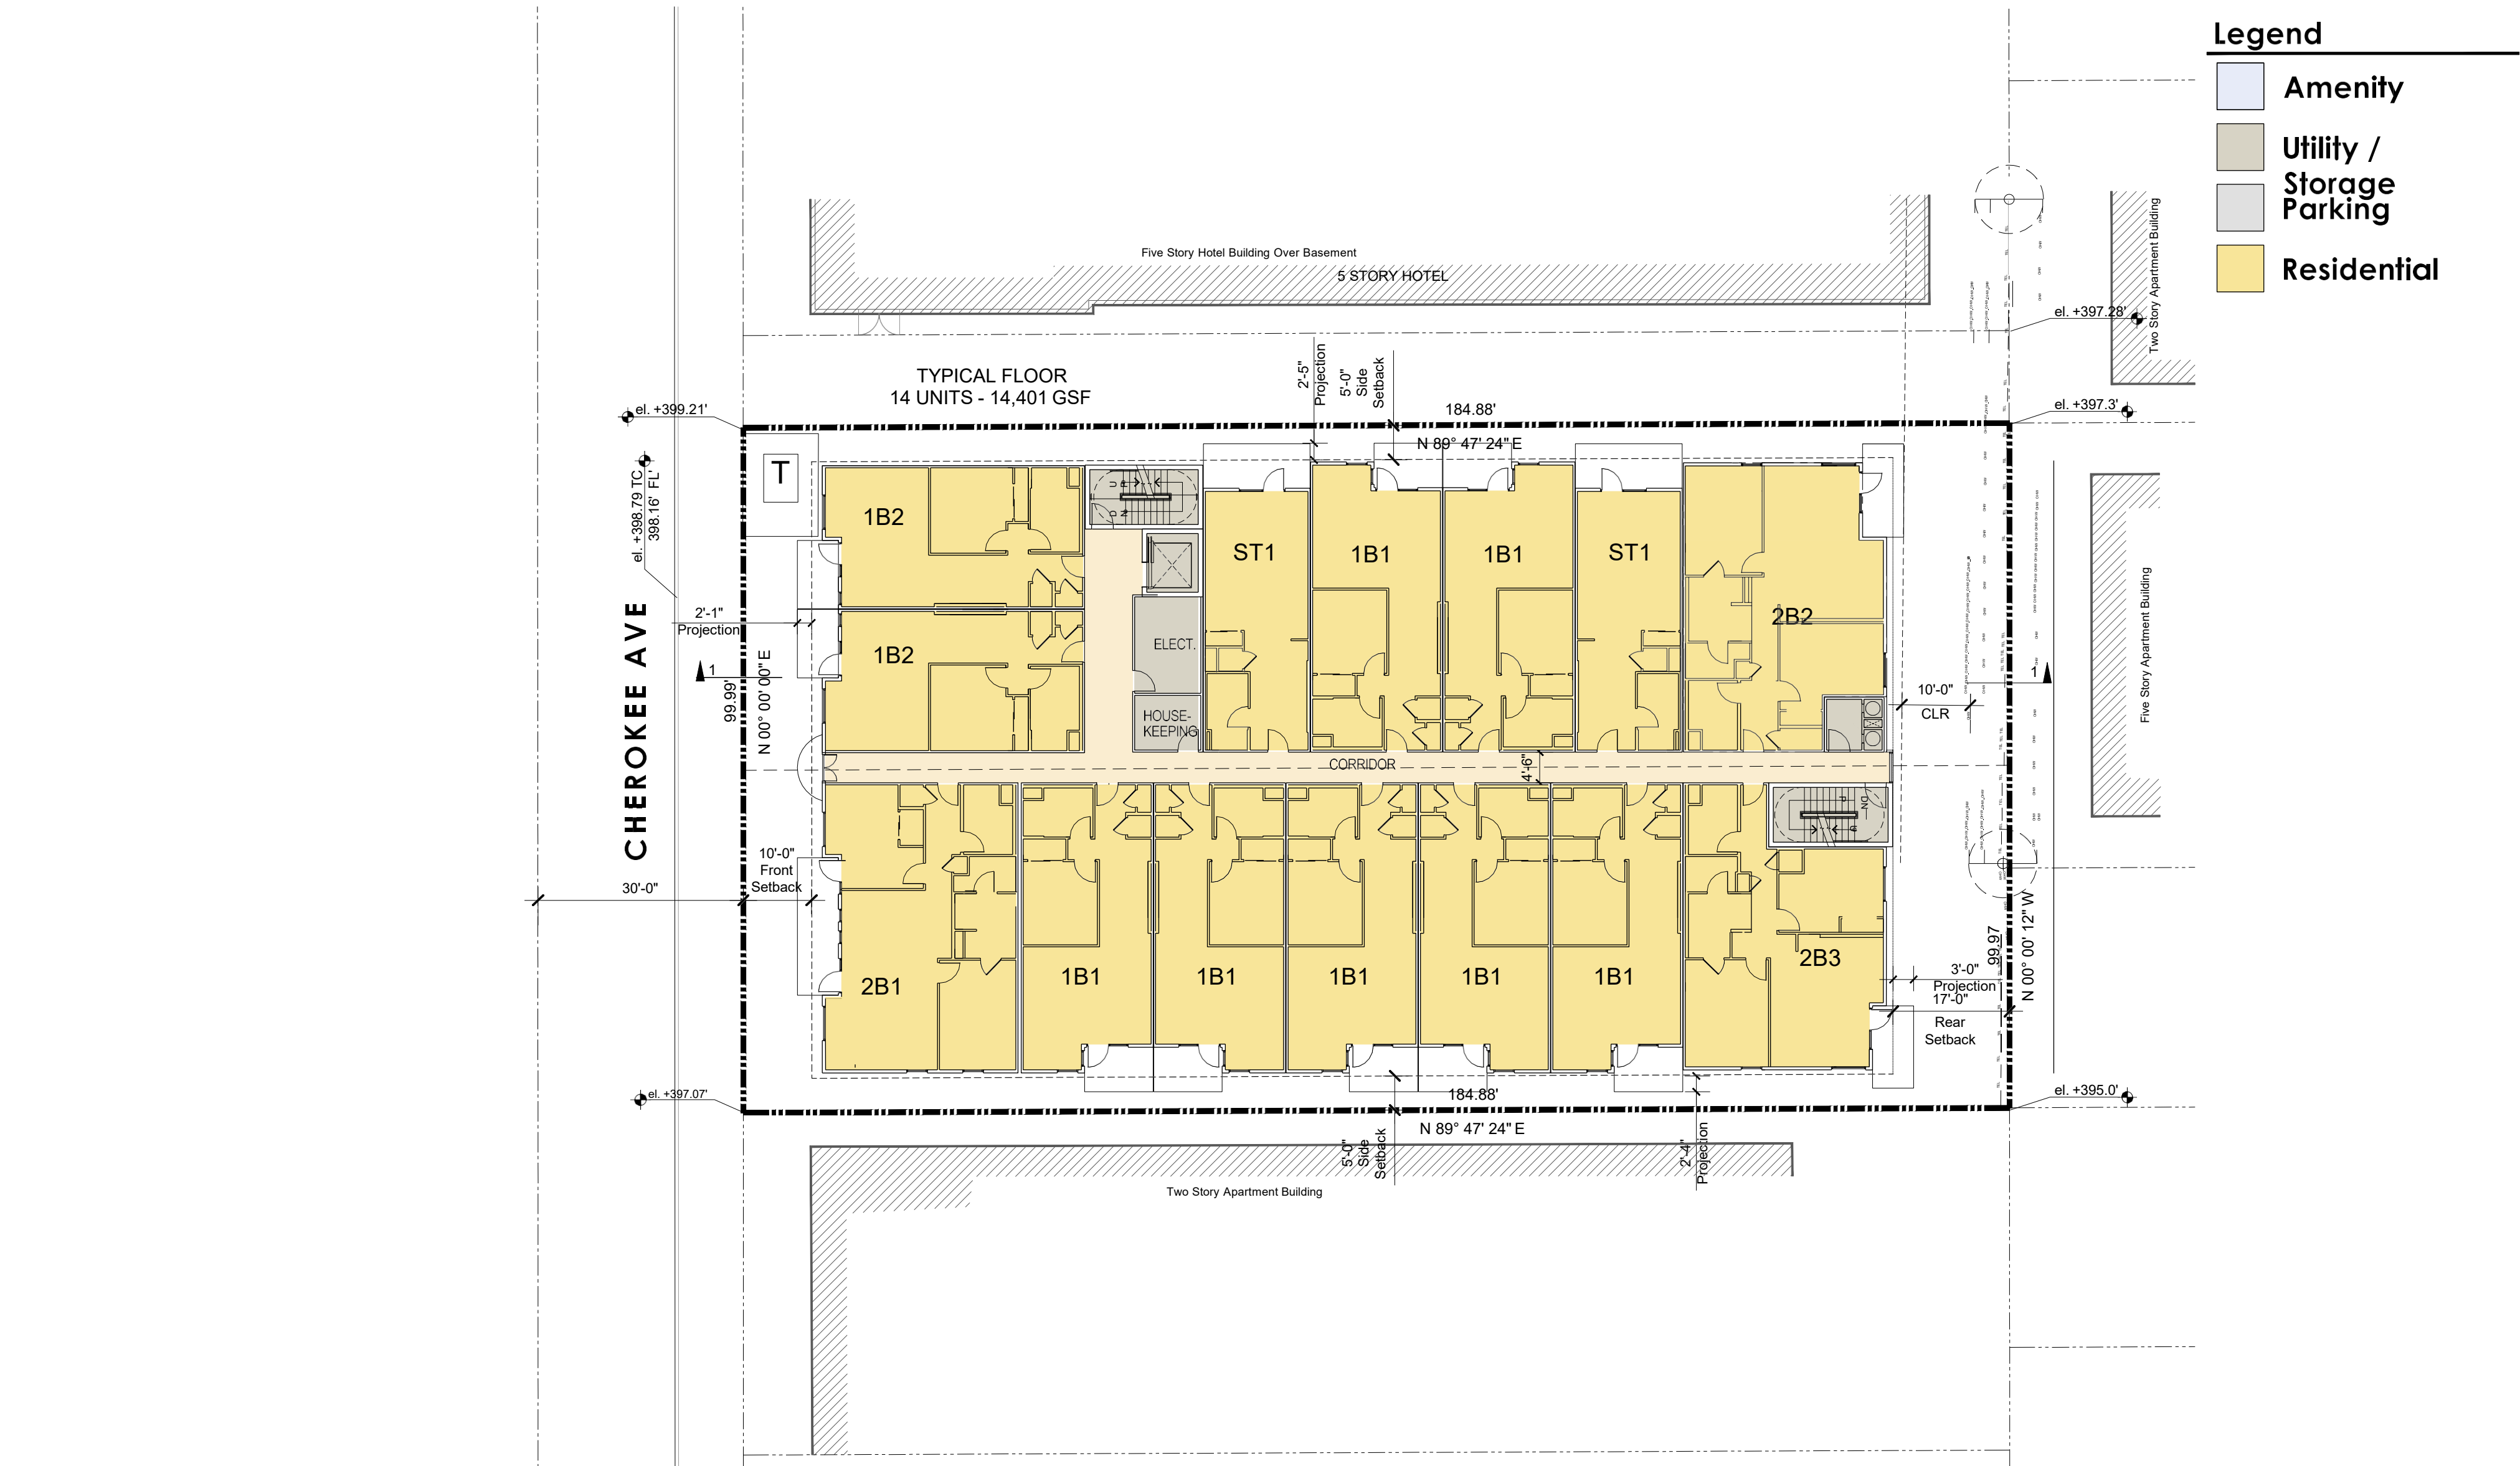 Legend
Amenity
Utility /
Storage
Parking
Residential
Five Story Hotel Building Over Basement
5 STORY HOTEL
Two Story Apartment Building
el. +397.28'
TYPICAL FLOOR
14 UNITS - 14,401 GSF
2'-5"
Projection
5'-0"
Side
Setback
184.88'
N 89° 47' 24" E
el. +399.21'
el. +397.3'
el. +398.79 TC
398.16' FL'
T
1B2
ST1
1B1
1B1
ST1
2B2
UP
DN
1B2
ELECT.
HOUSE-
KEEPING
CORRIDOR
4'-6"
CHEROKEE AVE
2'-1"
Projection
1
99.99'
N 00° 00' 00" E
1
10'-0"
CLR
Five Story Apartment Building
10'-0"
Front
Setback
30'-0"
2B1
1B1
1B1
1B1
1B1
1B1
2B3
UP
DN
99.97
N 00° 00' 12" W
3'-0"
Projection
17'-0"
Rear
Setback
el. +397.07'
184.88'
N 89° 47' 24" E
el. +395.0'
5'-0"
Side
Setback
2'-4"
Projection
Two Story Apartment Building